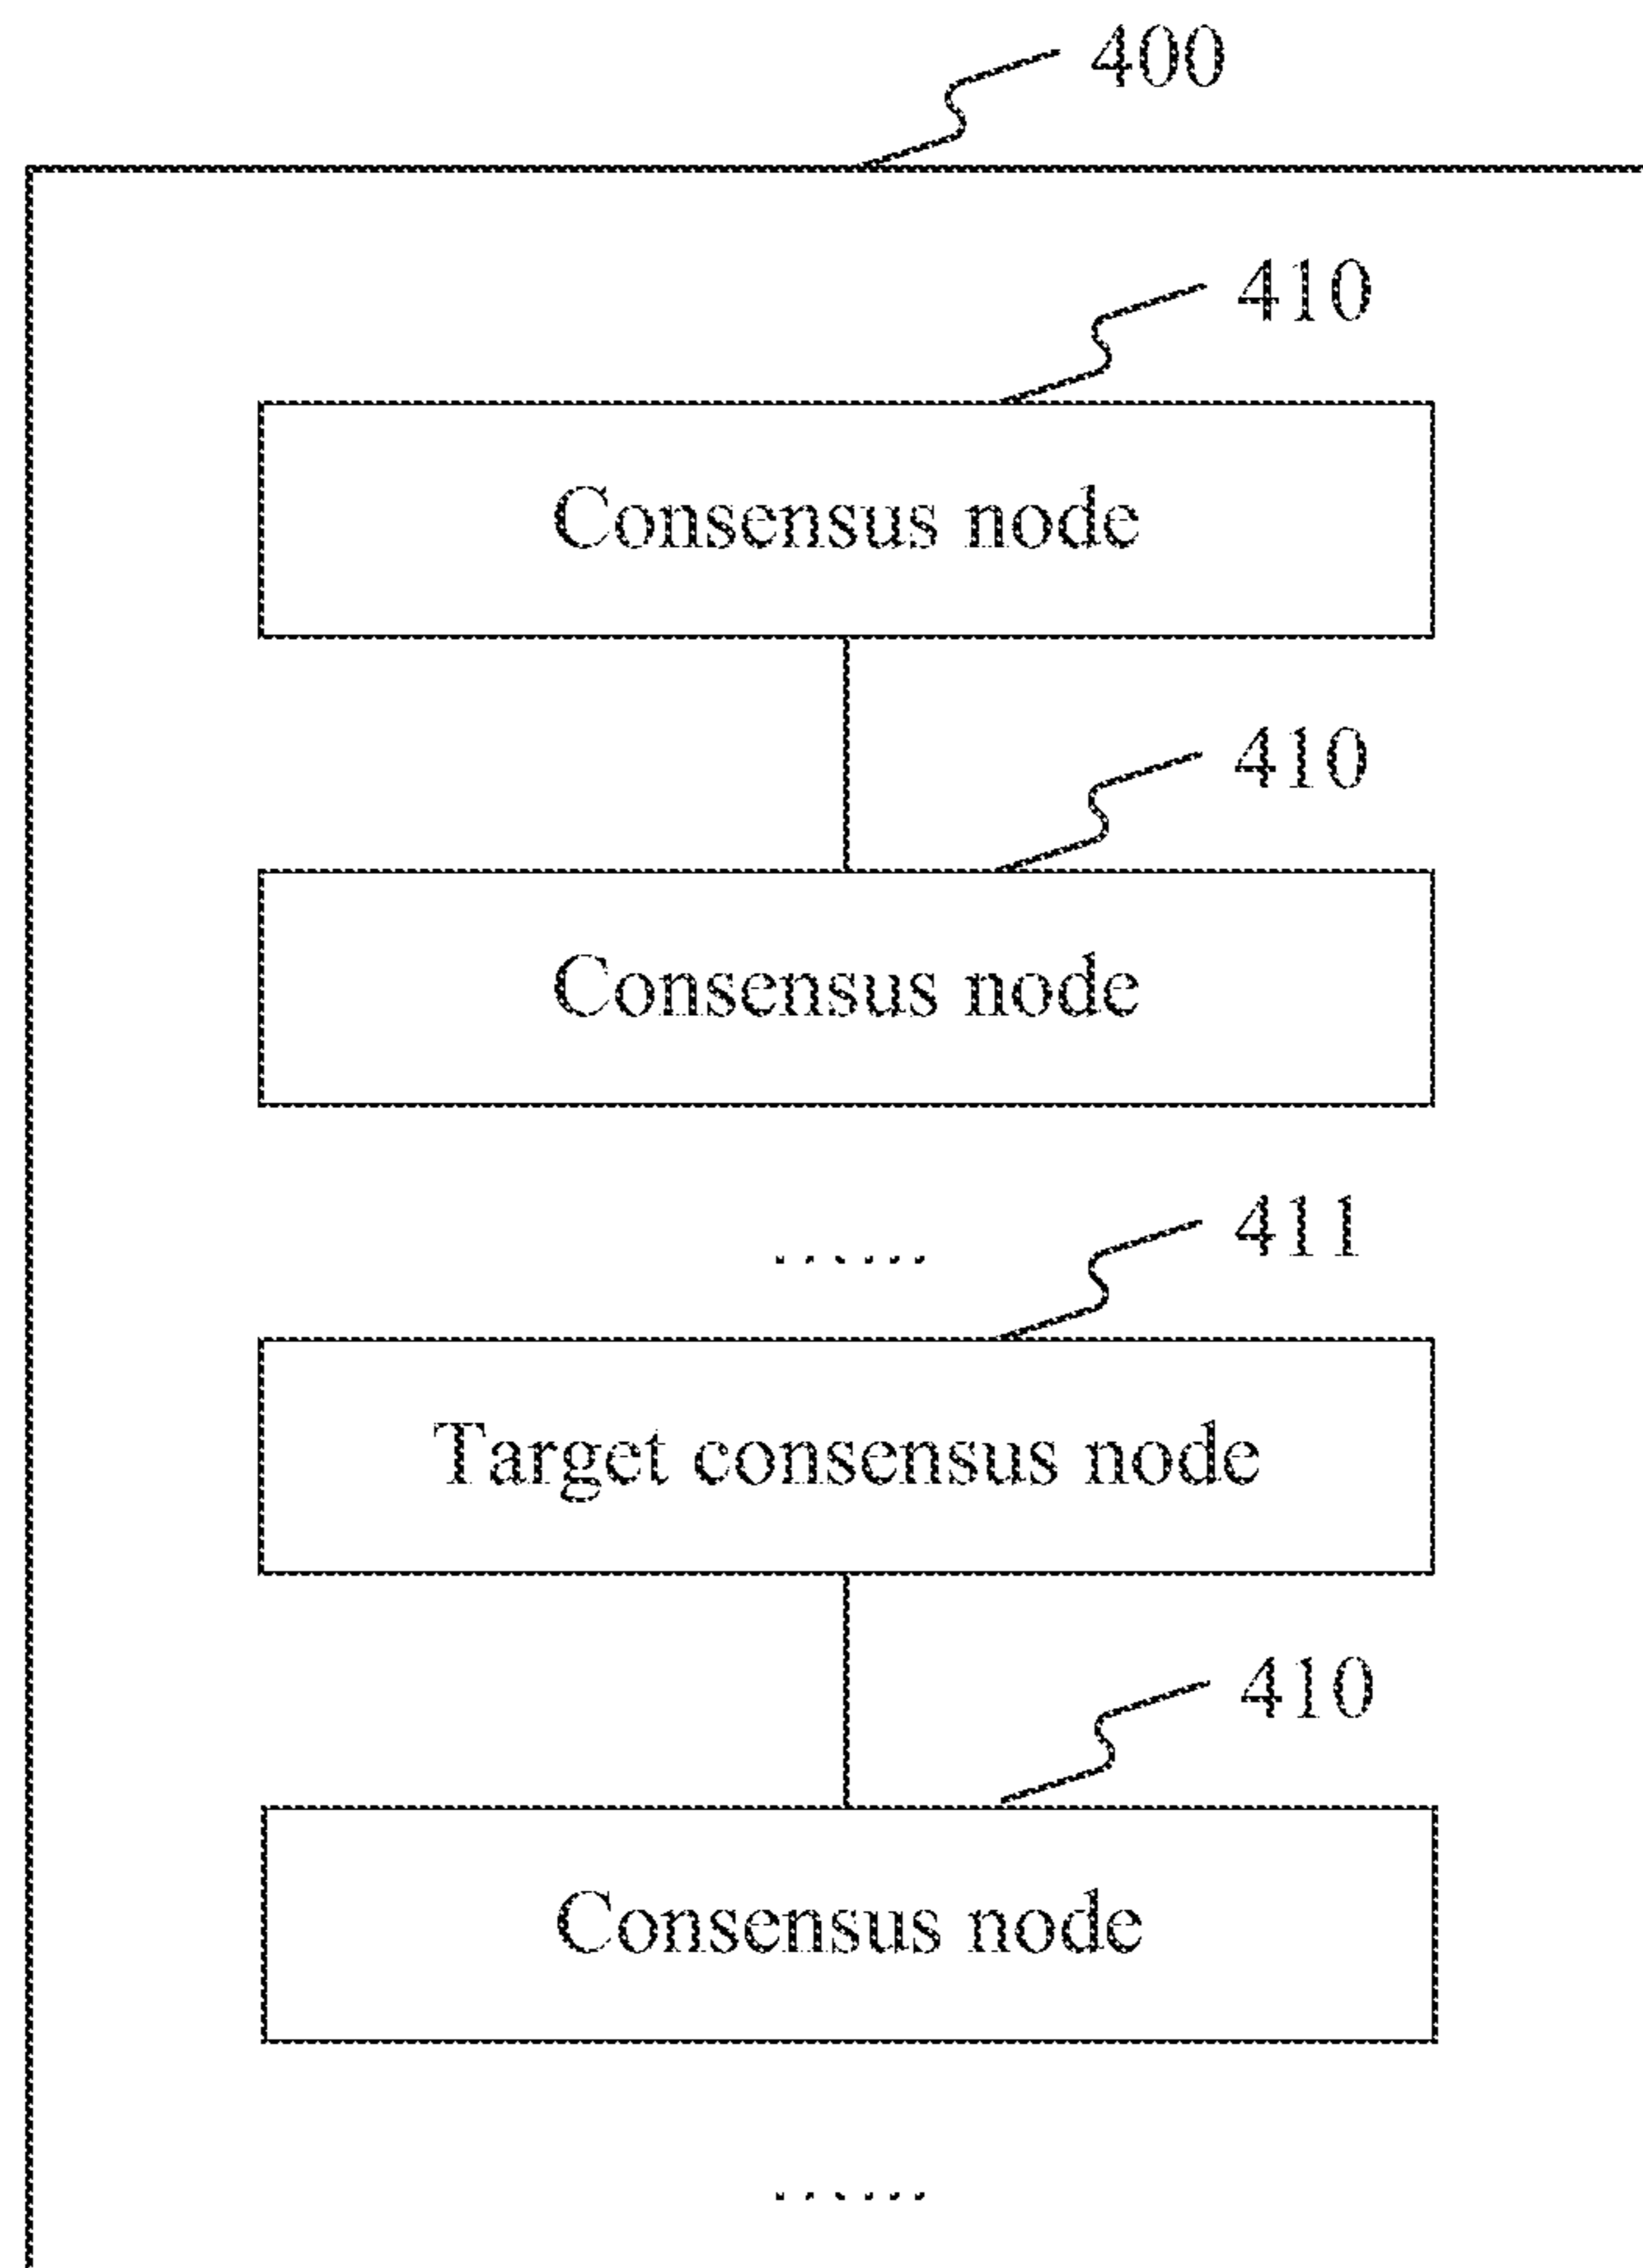 400
410
Consensus node
410
Consensus node
411
......
Target consensus node
410
Consensus node
......